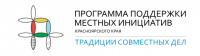 ПРОГРАММА ПОДДЕРЖКИ
МЕСТНЫХ ИНИЦИАТИВ
КРАСНОЯРСКОГО КРАЯ
ТРАДИЦИИ СОВМЕСТНЫХ ДЕЛ